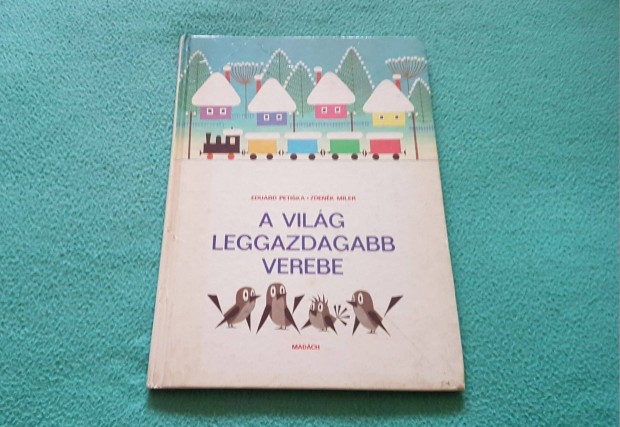 EDUARD PETIŠKA • ZDENĚK MILER
A VILÁG
LEGGAZDAGABB
VEREBE
MADÁCH